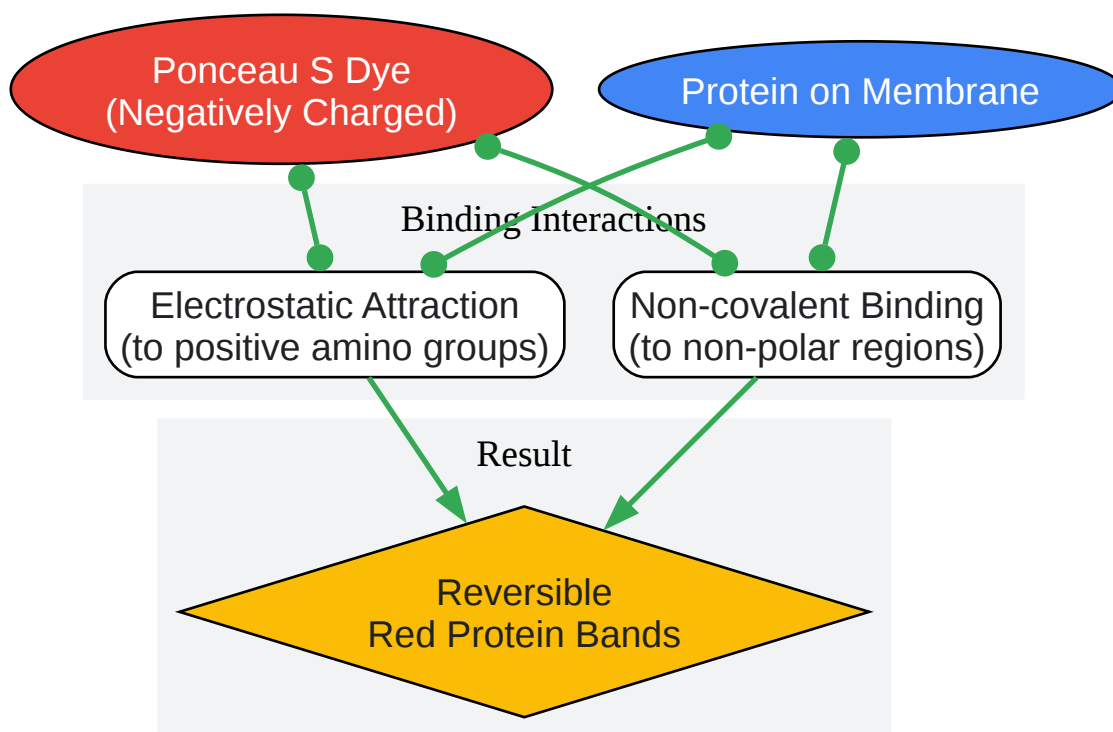 Ponceau S Dye
(Negatively Charged)
Protein on Membrane
Binding Interactions
Electrostatic Attraction
(to positive amino groups)
Non-covalent Binding
(to non-polar regions)
Result
Reversible
Red Protein Bands